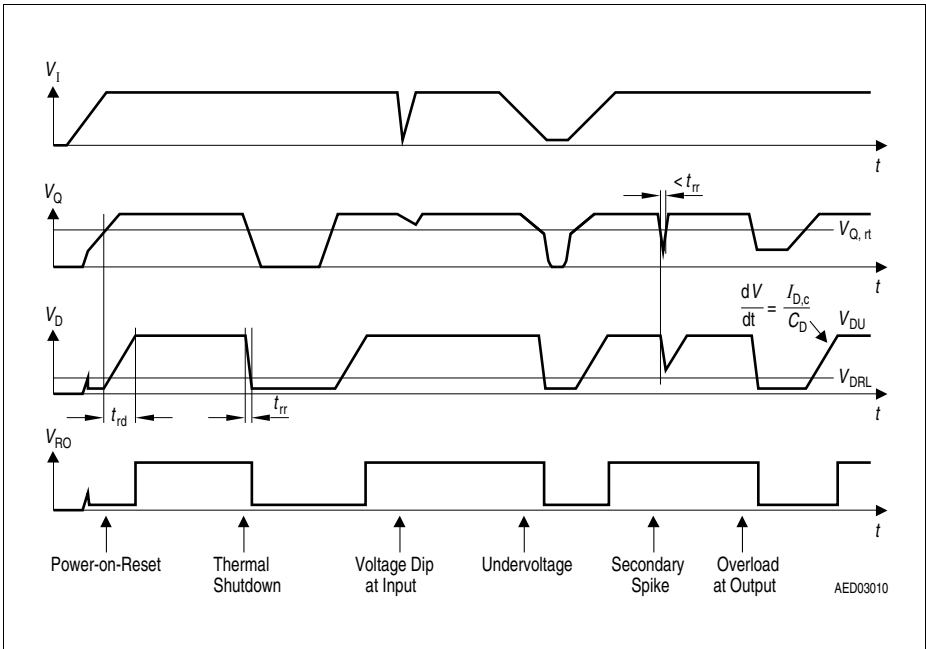 V_I
t
< t_rr
V_Q
V_Q, rt
t
dV/dt = I_D,c/C_D
V_D
V_DU
V_DRL
t_rd
t_rr
t
V_RO
t
Power-on-Reset
Thermal
Shutdown
Voltage Dip
at Input
Undervoltage
Secondary
Spike
Overload
at Output
AED03010